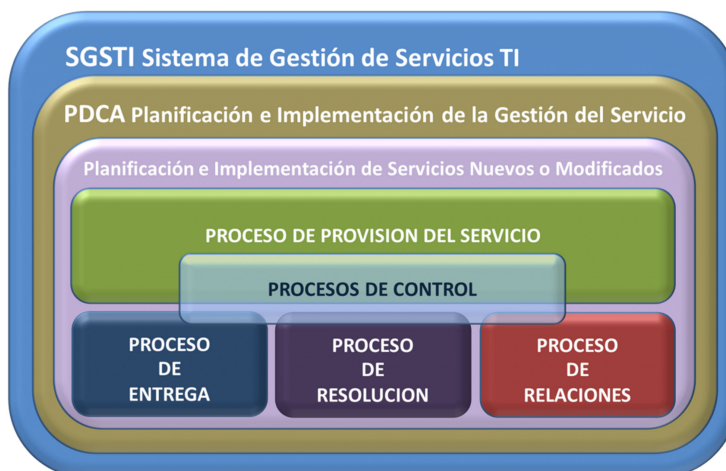 SGSTI Sistema de Gestión de Servicios TI
PDCA Planificación e Implementación de la Gestión del Servicio
Planificación e Implementación de Servicios Nuevos o Modificados
PROCESO DE PROVISION DEL SERVICIO
PROCESOS DE CONTROL
PROCESO
DE
ENTREGA
PROCESO
DE
RESOLUCION
PROCESO
DE
RELACIONES